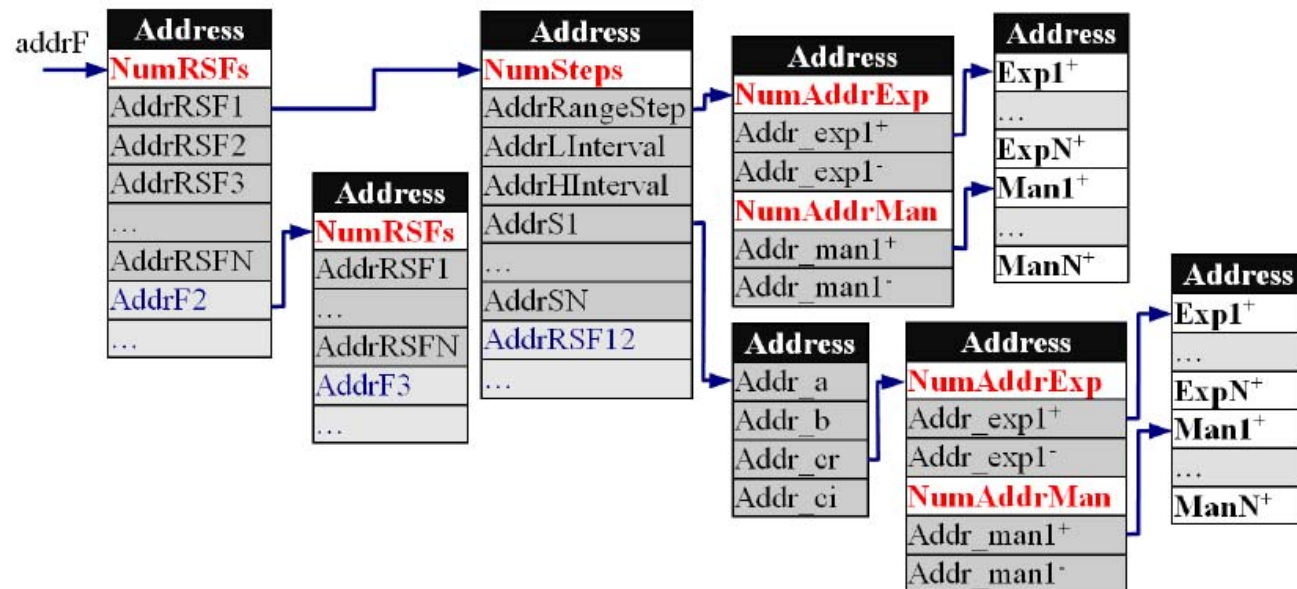 addrF
Address
NumRSFs
AddrRSF1
AddrRSF2
AddrRSF3
...
AddrRSFN
AddrF2
...
Address
NumRSFs
AddrRSF1
...
AddrRSFN
AddrF3
...
Address
NumSteps
AddrRangeStep
AddrLInterval
AddrHInterval
AddrS1
...
AddrSN
AddrRSF12
...
Address
NumAddrExp
Addr_exp1⁺
Addr_exp1⁻
NumAddrMan
Addr_man1⁺
Addr_man1⁻
Address
Exp1⁺
...
ExpN⁺
Man1⁺
...
ManN⁺
Address
Addr_a
Addr_b
Addr_cr
Addr_ci
Address
NumAddrExp
Addr_exp1⁺
Addr_exp1⁻
NumAddrMan
Addr_man1⁺
Addr_man1⁻
Address
Exp1⁺
...
ExpN⁺
Man1⁺
...
ManN⁺